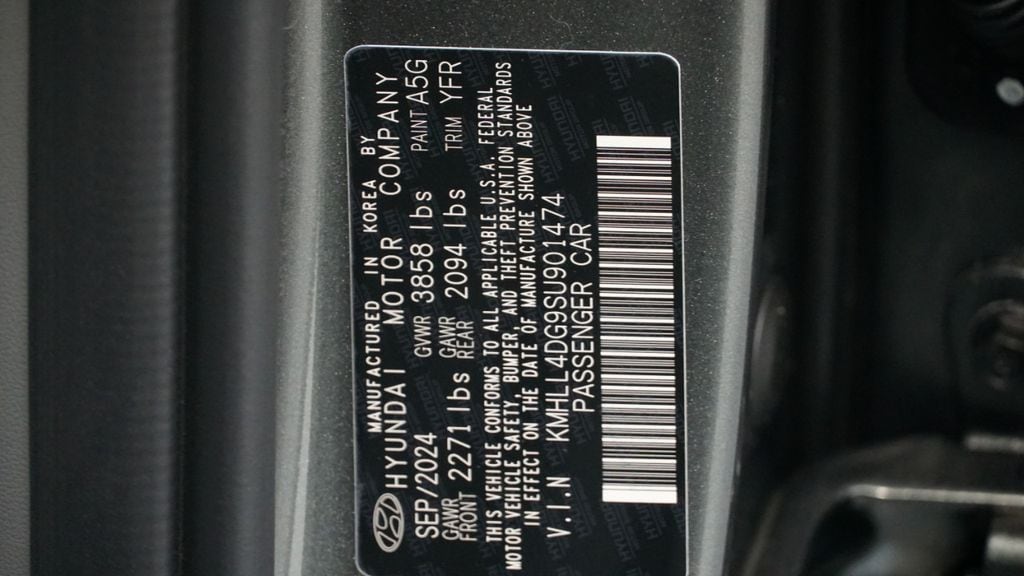 MANUFACTURED IN KOREA BY
HYUNDAI MOTOR COMPANY
SEP/2024 GVWR 3858 lbs PAINT A5G
GAWR FRONT 2271 lbs GAWR REAR 2094 lbs TRIM YFR
THIS VEHICLE CONFORMS TO ALL APPLICABLE U.S.A. FEDERAL
MOTOR VEHICLE SAFETY, BUMPER, AND THEFT PREVENTION STANDARDS
IN EFFECT ON THE DATE OF MANUFACTURE SHOWN ABOVE
V.I.N KMHLL4DG9SU901474
PASSENGER CAR